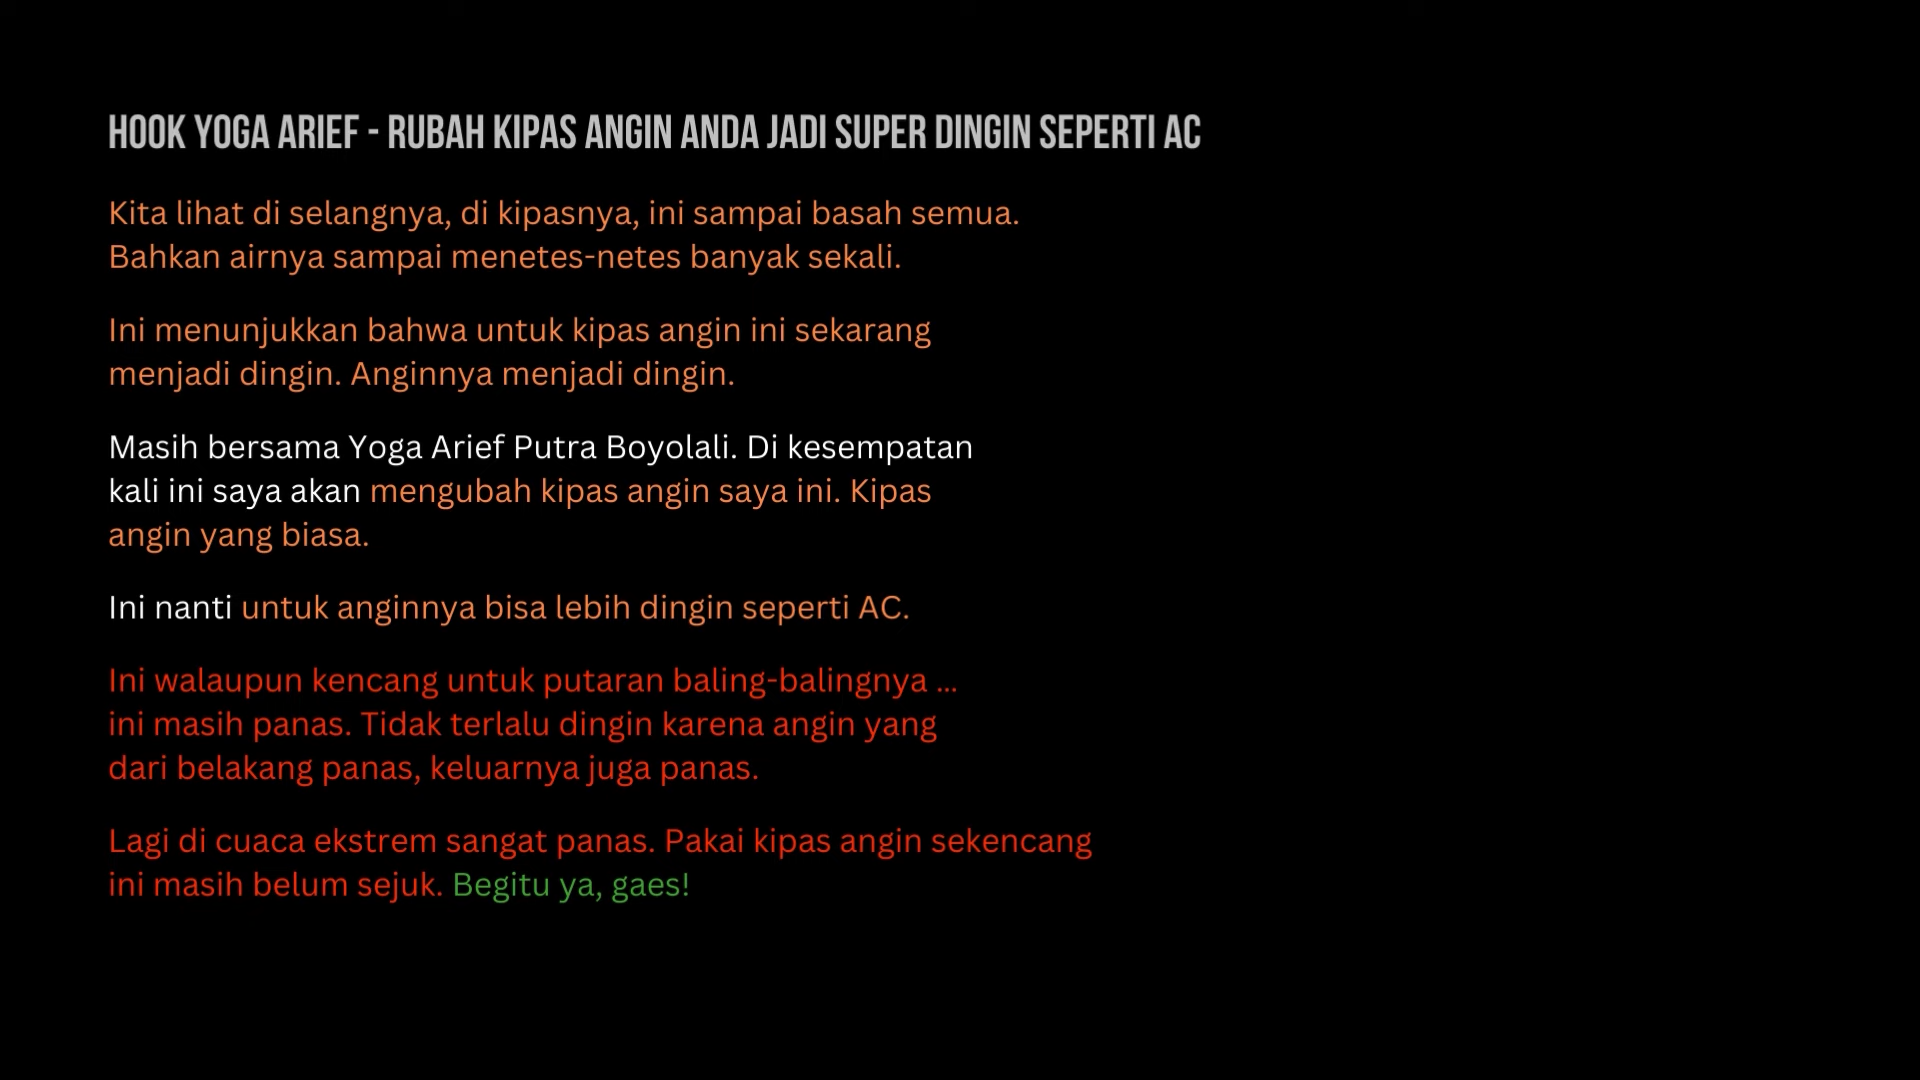 HOOK YOGA ARIEF - RUBAH KIPAS ANGIN ANDA JADI SUPER DINGIN SEPERTI AC
Kita lihat di selangnya, di kipasnya, ini sampai basah semua.
Bahkan airnya sampai menetes-netes banyak sekali.
Ini menunjukkan bahwa untuk kipas angin ini sekarang
menjadi dingin. Anginnya menjadi dingin.
Masih bersama Yoga Arief Putra Boyolali. Di kesempatan
kali ini saya akan mengubah kipas angin saya ini. Kipas
angin yang biasa.
Ini nanti untuk anginnya bisa lebih dingin seperti AC.
Ini walaupun kencang untuk putaran baling-balingnya ...
ini masih panas. Tidak terlalu dingin karena angin yang
dari belakang panas, keluarnya juga panas.
Lagi di cuaca ekstrem sangat panas. Pakai kipas angin sekencang
ini masih belum sejuk. Begitu ya, gaes!